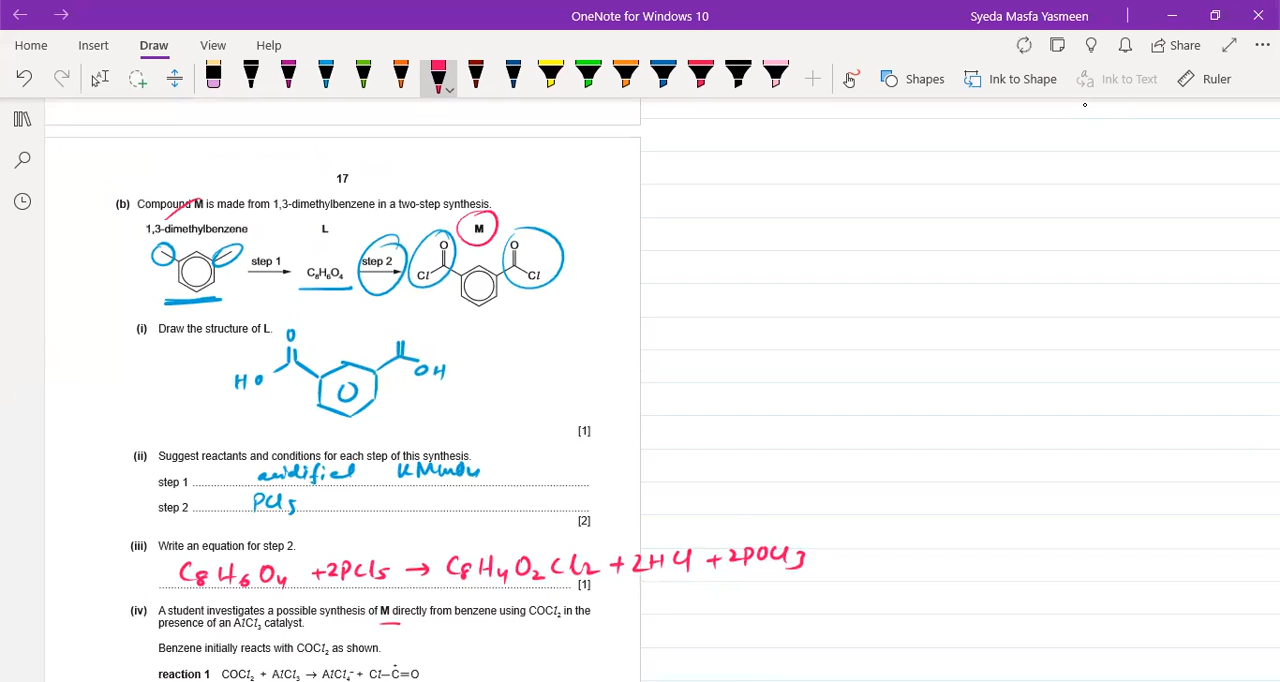 OneNote for Windows 10
Syeda Masfa Yasmeen
Home Insert Draw View Help
Share
Shapes Ink to Shape Ink to Text Ruler
17
(b) Compound M is made from 1,3-dimethylbenzene in a two-step synthesis.
1,3-dimethylbenzene L M
step 1 C₈H₆O₄ step 2
O O
Cl Cl
(i) Draw the structure of L.
O
HO OH
[1]
(ii) Suggest reactants and conditions for each step of this synthesis.
step 1 acidified KMnO₄
step 2 PCl5
[2]
(iii) Write an equation for step 2.
C8H6O4 + 2PCl5 → C8H4O2Cl2 + 2HCl + 2POCl3
[1]
(iv) A student investigates a possible synthesis of M directly from benzene using COCl₂ in the
presence of an AlCl₃ catalyst.
Benzene initially reacts with COCl₂ as shown.
reaction 1 COCl₂ + AlCl₃ → AlCl₄⁻ + Cl–C⁺=O